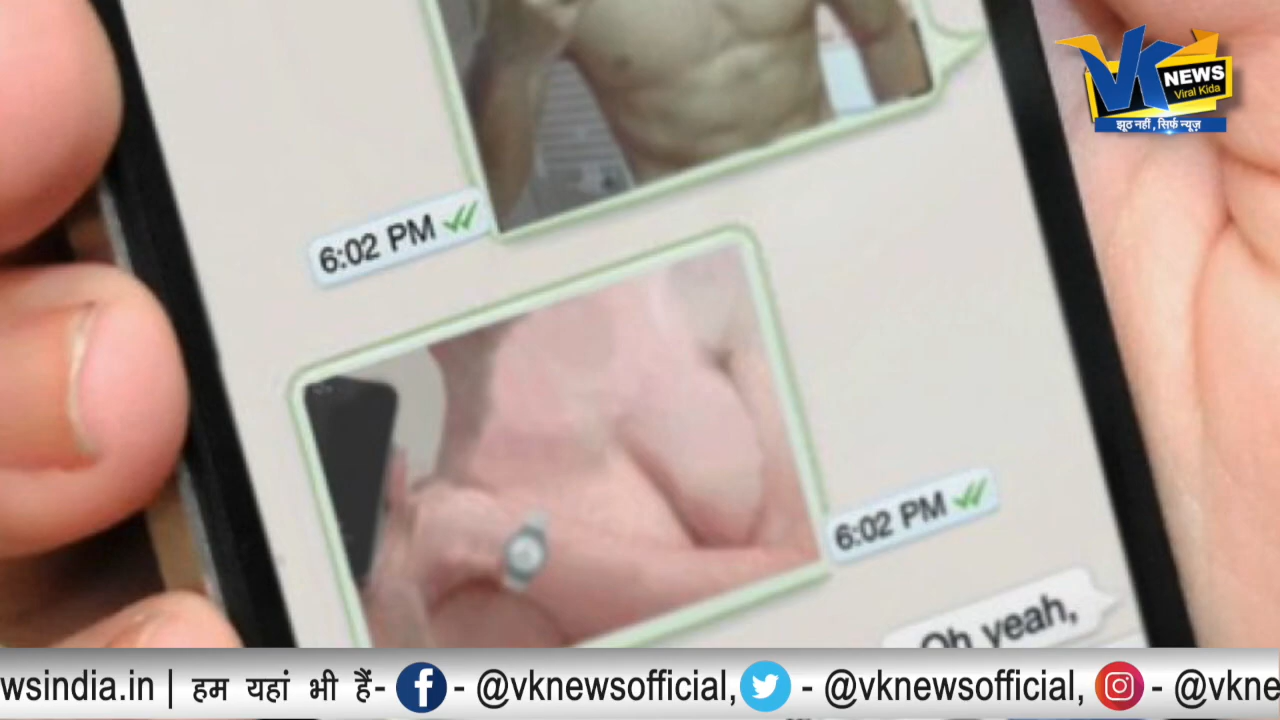 VK NEWS
Viral Kida
झूठ नहीं, सिर्फ न्यूज़
6:02 PM
6:02 PM
Oh yeah,
wsindia.in | हम यहां भी हैं- f - @vknewsofficial, - @vknewsofficial, - @vkne